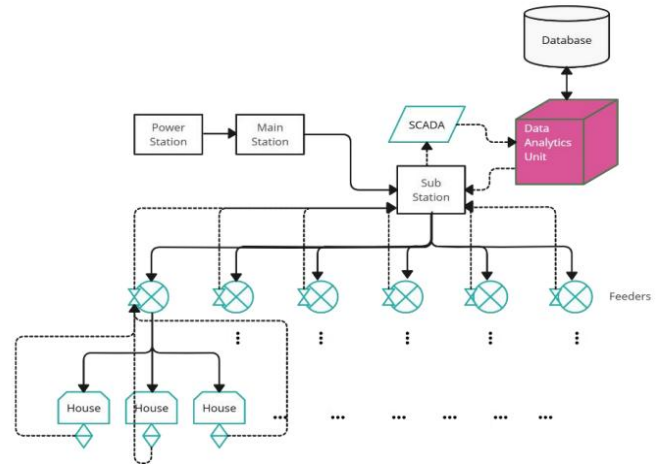 Database
Power
Station
Main
Station
SCADA
Data
Analytics
Unit
Sub
Station
Feeders
House
House
House